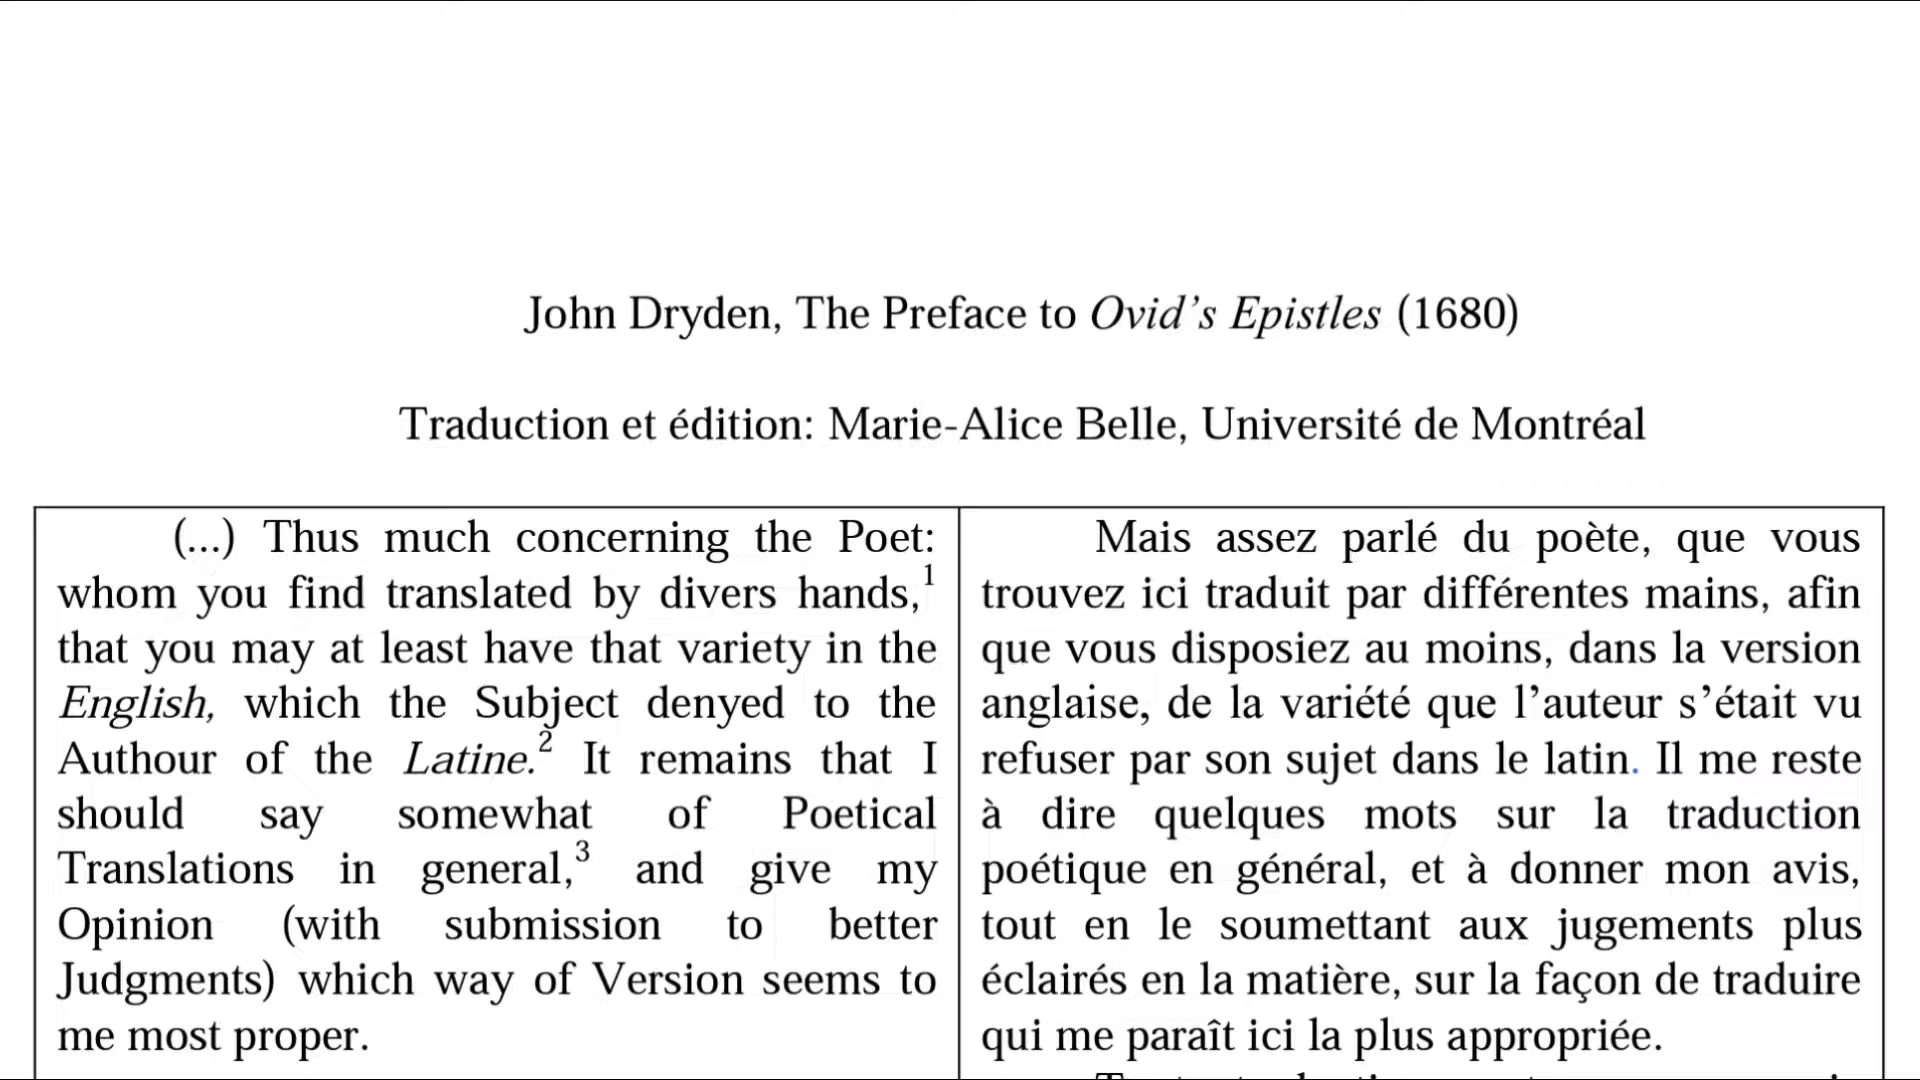 John Dryden, The Preface to Ovid's Epistles (1680)
Traduction et édition: Marie-Alice Belle, Université de Montréal
(...) Thus much concerning the Poet:
whom you find translated by divers hands,1
that you may at least have that variety in the
English, which the Subject denyed to the
Authour of the Latine.2 It remains that I
should say somewhat of Poetical
Translations in general,3 and give my
Opinion (with submission to better
Judgments) which way of Version seems to
me most proper.
Mais assez parlé du poète, que vous
trouvez ici traduit par différentes mains, afin
que vous disposiez au moins, dans la version
anglaise, de la variété que l'auteur s'était vu
refuser par son sujet dans le latin. Il me reste
à dire quelques mots sur la traduction
poétique en général, et à donner mon avis,
tout en le soumettant aux jugements plus
éclairés en la matière, sur la façon de traduire
qui me paraît ici la plus appropriée.